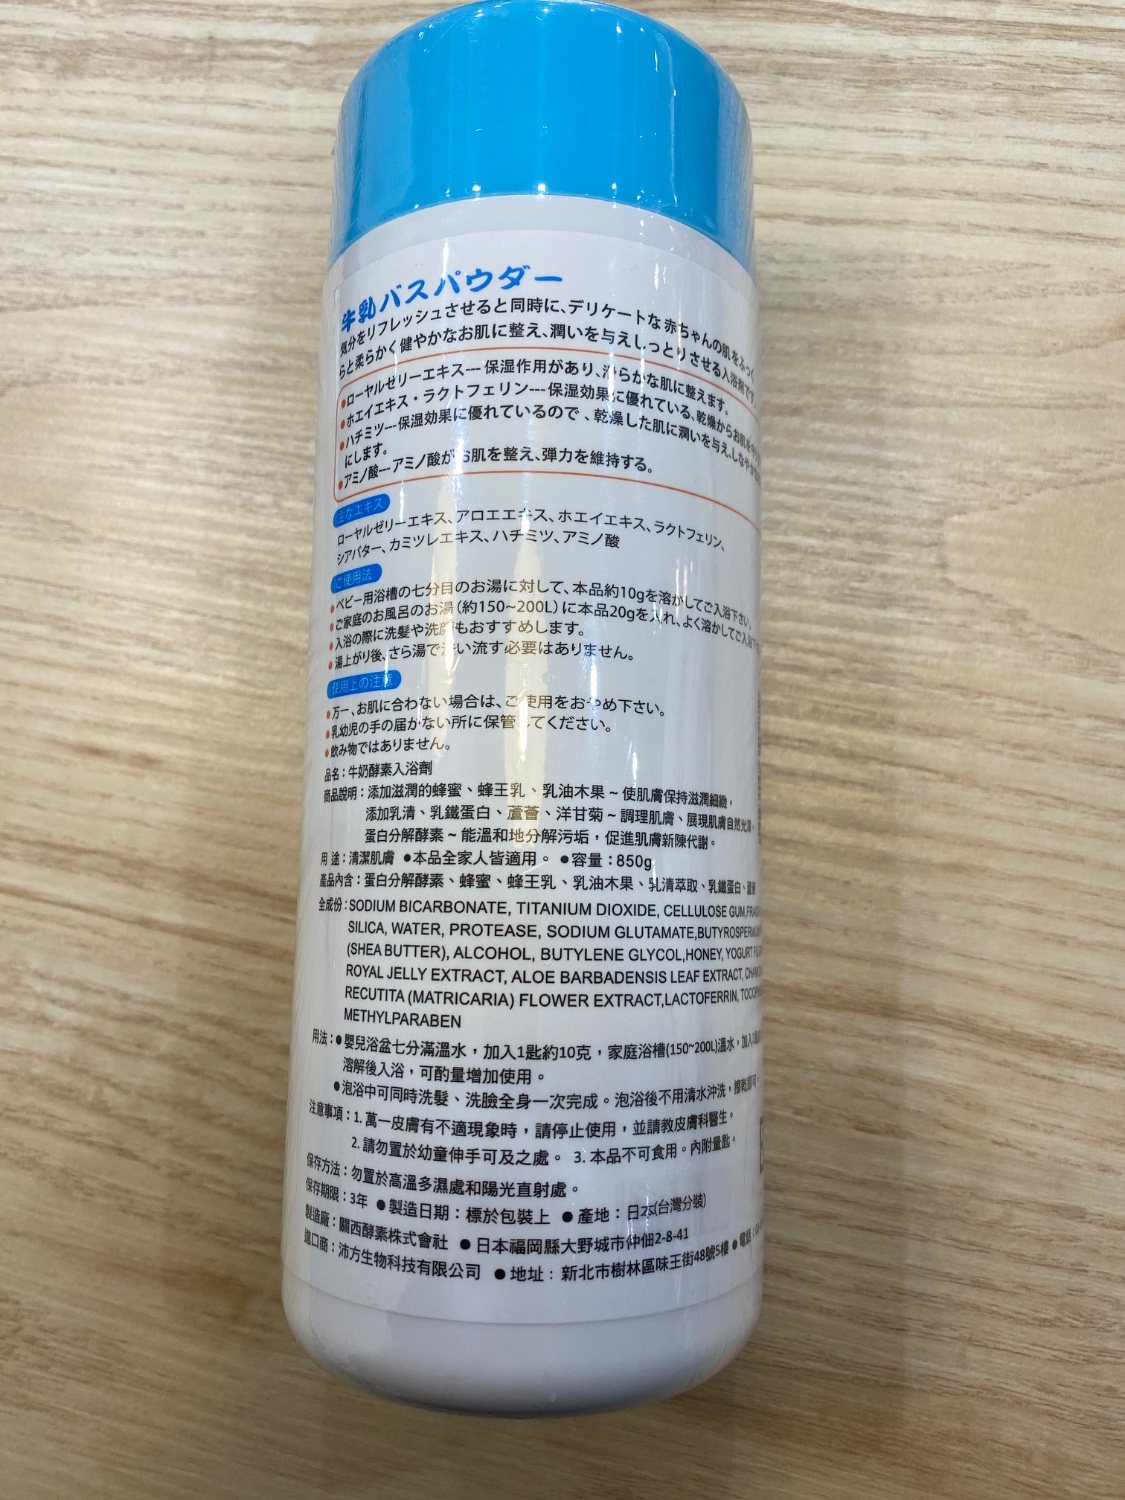 牛乳バスパウダー
気分をリフレッシュさせると同時に、デリケートな赤ちゃんの肌をふっく
らと柔らかく健やかなお肌に整え、潤いを与えしっとりさせる入浴剤です。
●ローヤルゼリーエキス---保湿作用があり、滑らかな肌に整えます。
●ホエイエキス・ラクトフェリン---保湿効果に優れている、乾燥からお肌を
●ハチミツ---保湿効果に優れているので、乾燥した肌に潤いを与え、しなやか
にします。
●アミノ酸---アミノ酸がお肌を整え、弾力を維持する。
主なエキス
ローヤルゼリーエキス、アロエエキス、ホエイエキス、ラクトフェリン、
シアバター、カミツレエキス、ハチミツ、アミノ酸
ご使用法
●ベビー用浴槽の七分目のお湯に対して、本品約10gを溶かしてご入浴下さい。
●ご家庭のお風呂のお湯(約150~200L)に本品20gを入れ、よく溶かしてご入浴下
●入浴の際に洗髪や洗顔もおすすめします。
●湯上がり後、さら湯で洗い流す必要はありません。
使用上の注意
●万一、お肌に合わない場合は、ご使用をおやめ下さい。
●乳幼児の手の届かない所に保管してください。
●飲み物ではありません。
品名：牛奶酵素入浴劑
商品說明：添加滋潤的蜂蜜、蜂王乳、乳油木果～使肌膚保持滋潤細緻。
添加乳清、乳鐵蛋白、蘆薈、洋甘菊～調理肌膚、展現肌膚自然光澤。
蛋白分解酵素～能溫和地分解污垢，促進肌膚新陳代謝。
用 途：清潔肌膚 ●本品全家人皆適用。 ●容量：850g
產品內含：蛋白分解酵素、蜂蜜、蜂王乳、乳油木果、乳清萃取、乳鐵蛋白、
全成份：SODIUM BICARBONATE, TITANIUM DIOXIDE, CELLULOSE GUM,
SILICA, WATER, PROTEASE, SODIUM GLUTAMATE,BUTYROSPERMUM
(SHEA BUTTER), ALCOHOL, BUTYLENE GLYCOL,HONEY, YOGURT
ROYAL JELLY EXTRACT, ALOE BARBADENSIS LEAF EXTRACT,
RECUTITA (MATRICARIA) FLOWER EXTRACT,LACTOFERRIN,
METHYLPARABEN
用法：●嬰兒浴盆七分滿溫水，加入1匙約10克，家庭浴槽(150~200L)溫水，加入
溶解後入浴，可酌量增加使用。
●泡浴中可同時洗髮、洗臉全身一次完成。泡浴後不用清水沖洗，擦乾即可。
注意事項：1. 萬一皮膚有不適現象時，請停止使用，並請教皮膚科醫生。
2. 請勿置於幼童伸手可及之處。 3. 本品不可食用。內附量匙。
保存方法：勿置於高溫多濕處和陽光直射處。
保存期限：3年 ●製造日期：標於包裝上 ●產地：日本(台灣分裝)
製造廠：關西酵素株式會社 ●日本福岡縣大野城市仲佃2-8-41
進口商：沛方生物科技有限公司 ●地址：新北市樹林區味王街48號5樓 ●電話：